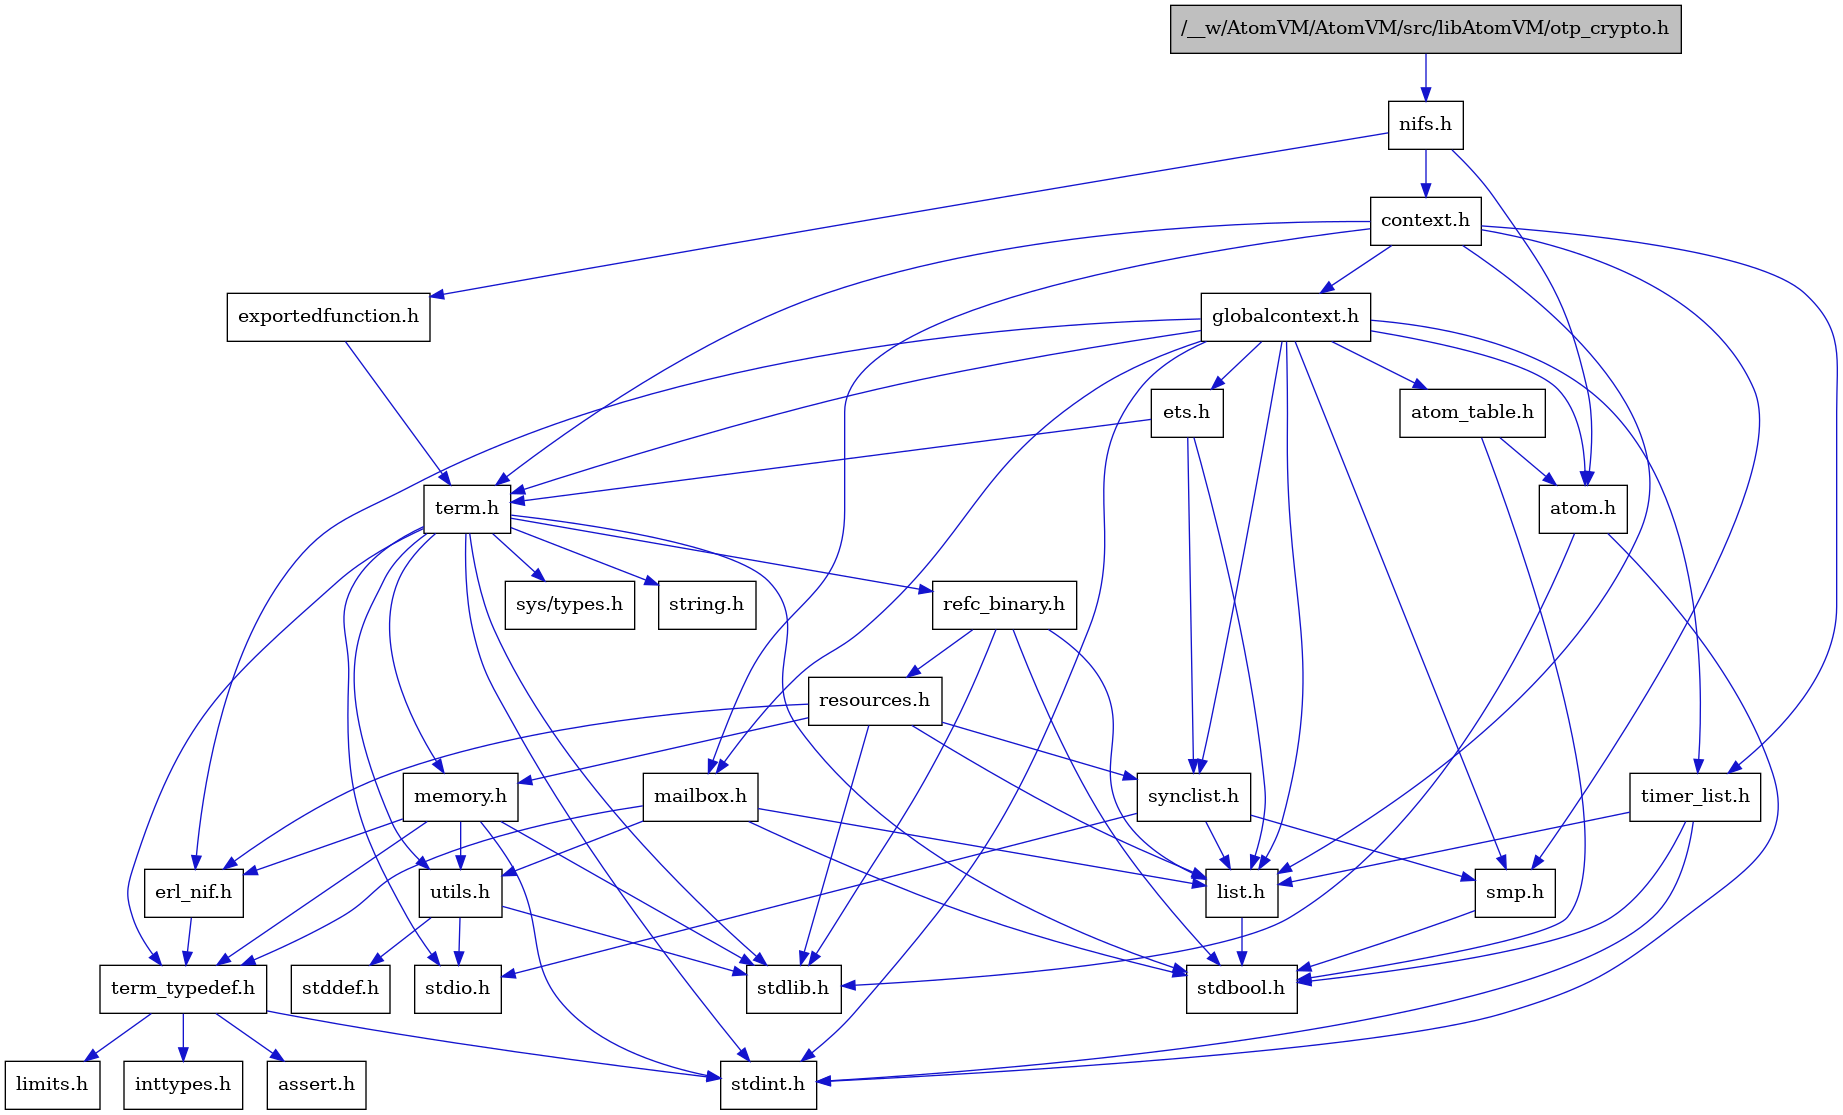 /__w/AtomVM/AtomVM/src/libAtomVM/otp_crypto.h
nifs.h
context.h
exportedfunction.h
globalcontext.h
ets.h
atom_table.h
term.h
atom.h
sys/types.h
string.h
refc_binary.h
resources.h
memory.h
mailbox.h
synclist.h
timer_list.h
erl_nif.h
utils.h
list.h
smp.h
term_typedef.h
stddef.h
stdio.h
stdlib.h
stdbool.h
limits.h
inttypes.h
assert.h
stdint.h